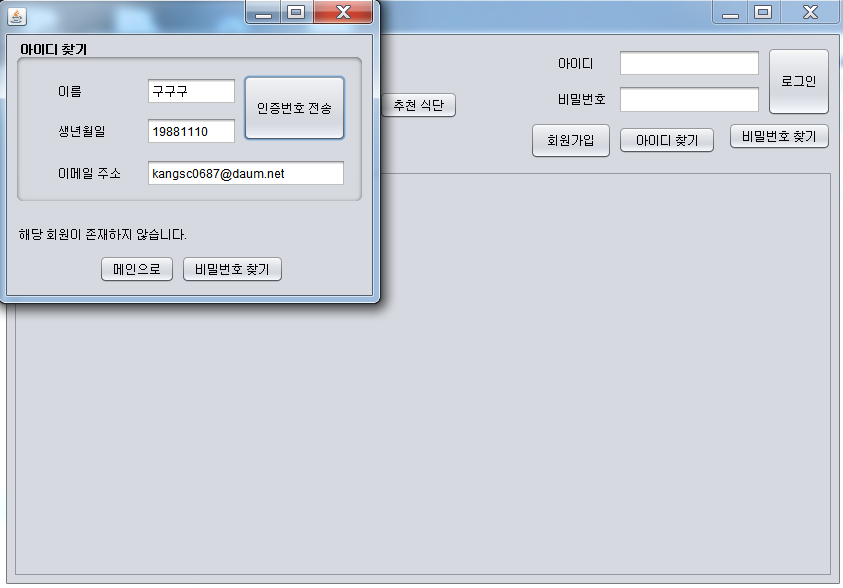 아이디 찾기
이름
구구구
인증번호 전송
생년월일
19881110
이메일 주소
kangsc0687@daum.net
해당 회원이 존재하지 않습니다.
메인으로
비밀번호 찾기
추천 식단
아이디
비밀번호
로그인
회원가입
아이디 찾기
비밀번호 찾기